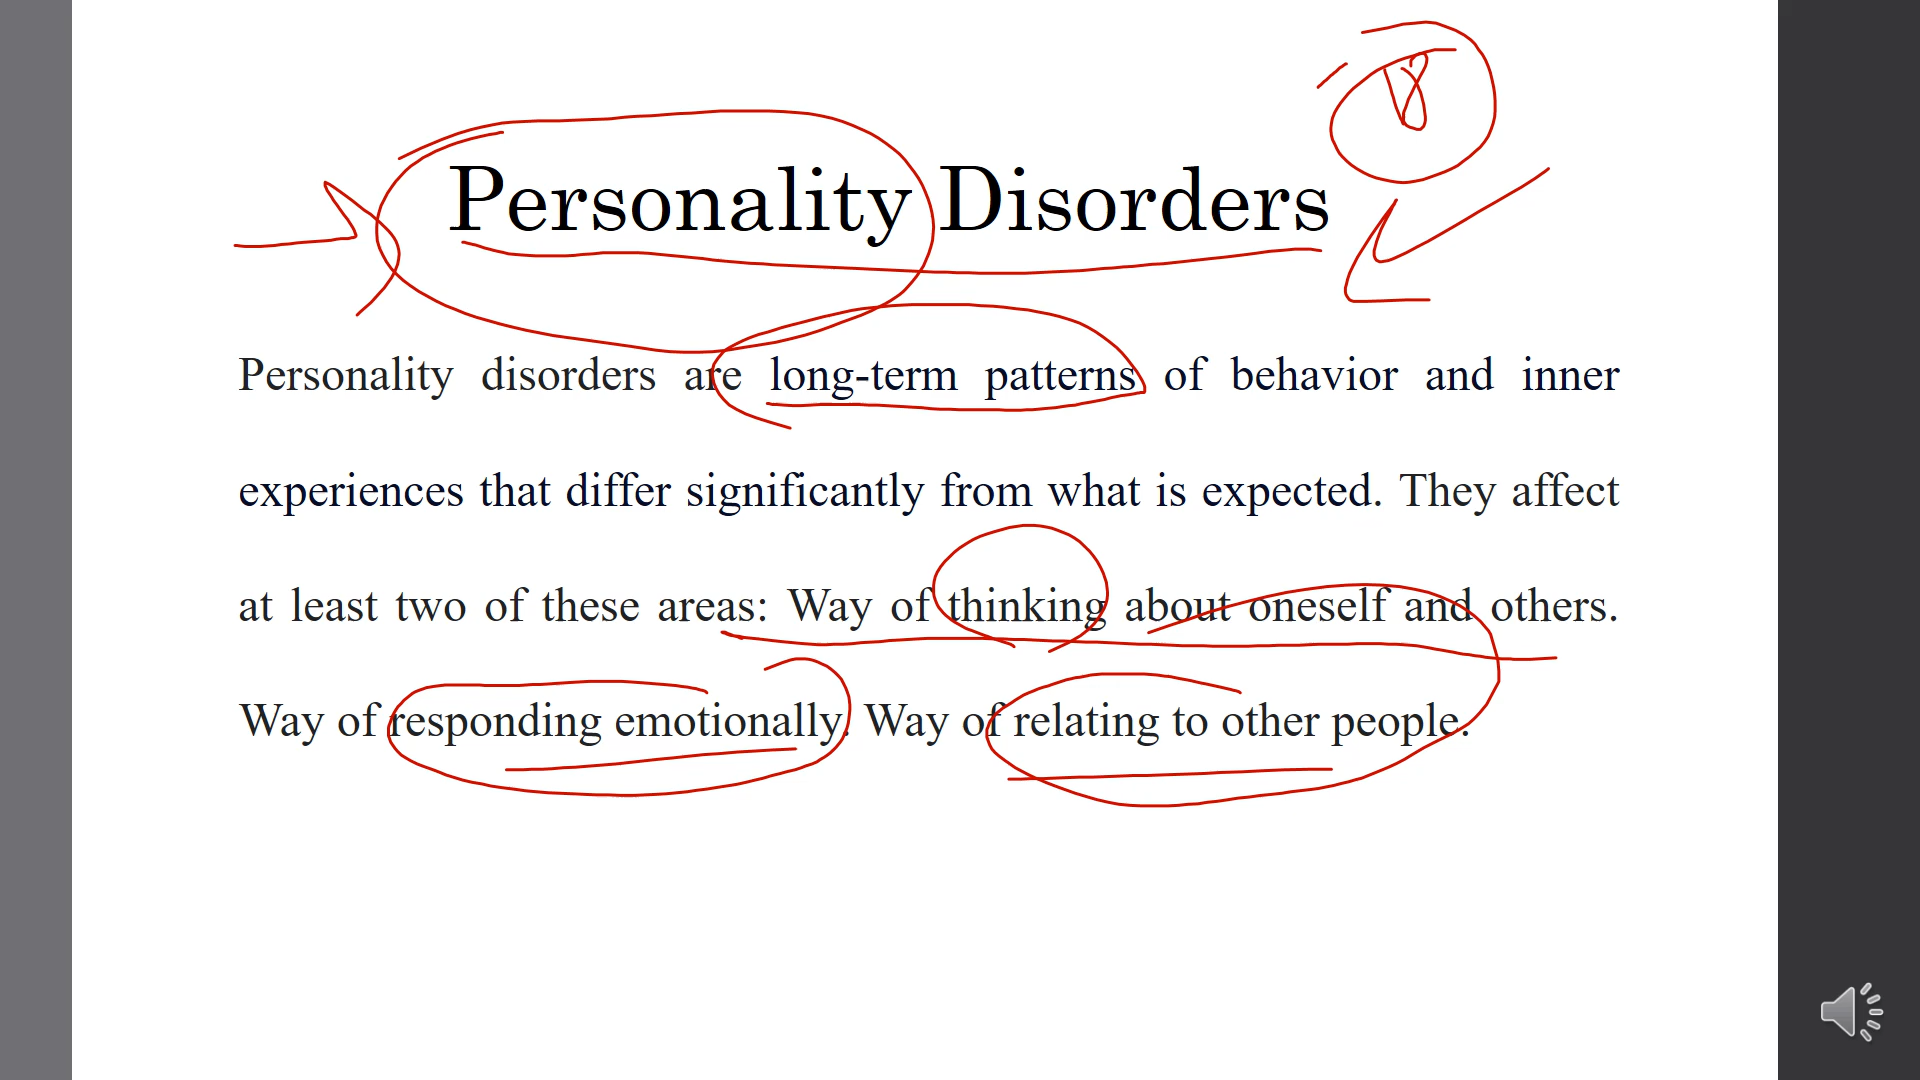 Personality Disorders
Personality disorders are long-term patterns of behavior and inner
experiences that differ significantly from what is expected. They affect
at least two of these areas: Way of thinking about oneself and others.
Way of responding emotionally. Way of relating to other people.